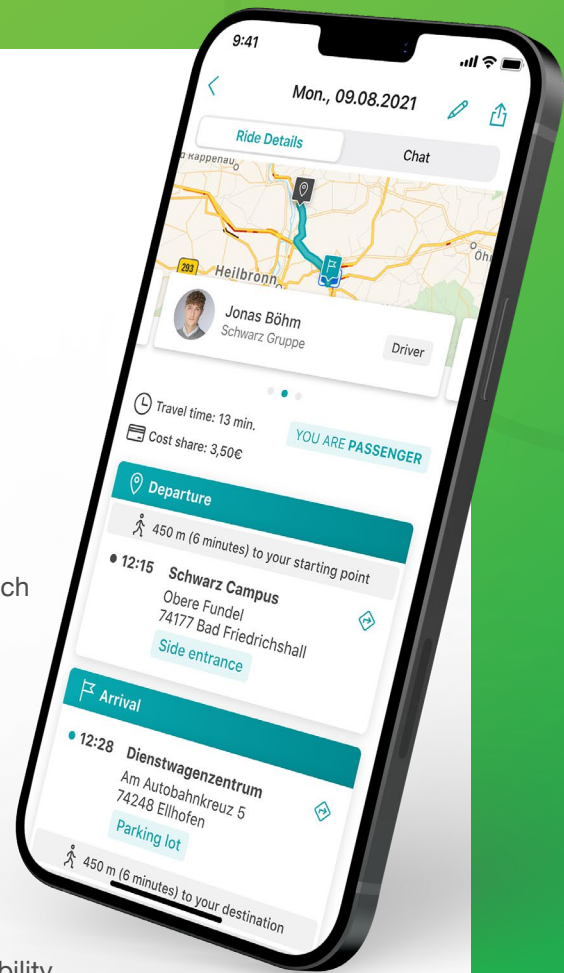 9:41
Mon., 09.08.2021
Ride Details
Chat
Kappenau
293
Heilbronn
Öhr
Jonas Böhm
Schwarz Gruppe
Driver
Travel time: 13 min.
Cost share: 3,50€
YOU ARE PASSENGER
Departure
450 m (6 minutes) to your starting point
12:15 Schwarz Campus
Obere Fundel
74177 Bad Friedrichshall
Side entrance
Arrival
12:28 Dienstwagenzentrum
Am Autobahnkreuz 5
74248 Ellhofen
Parking lot
450 m (6 minutes) to your destination
ch
bility